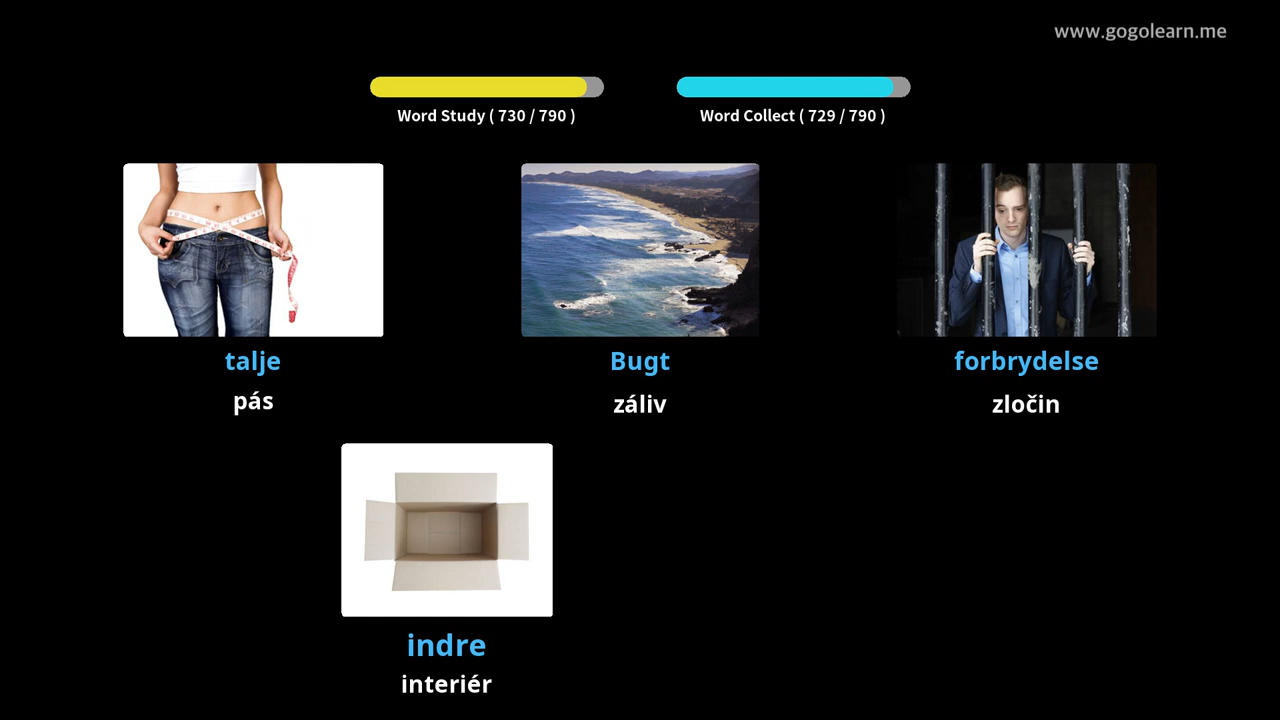 www.gogolearn.me
Word Study ( 730 / 790 )
Word Collect ( 729 / 790 )
talje
pás
Bugt
záliv
forbrydelse
zločin
indre
interiér